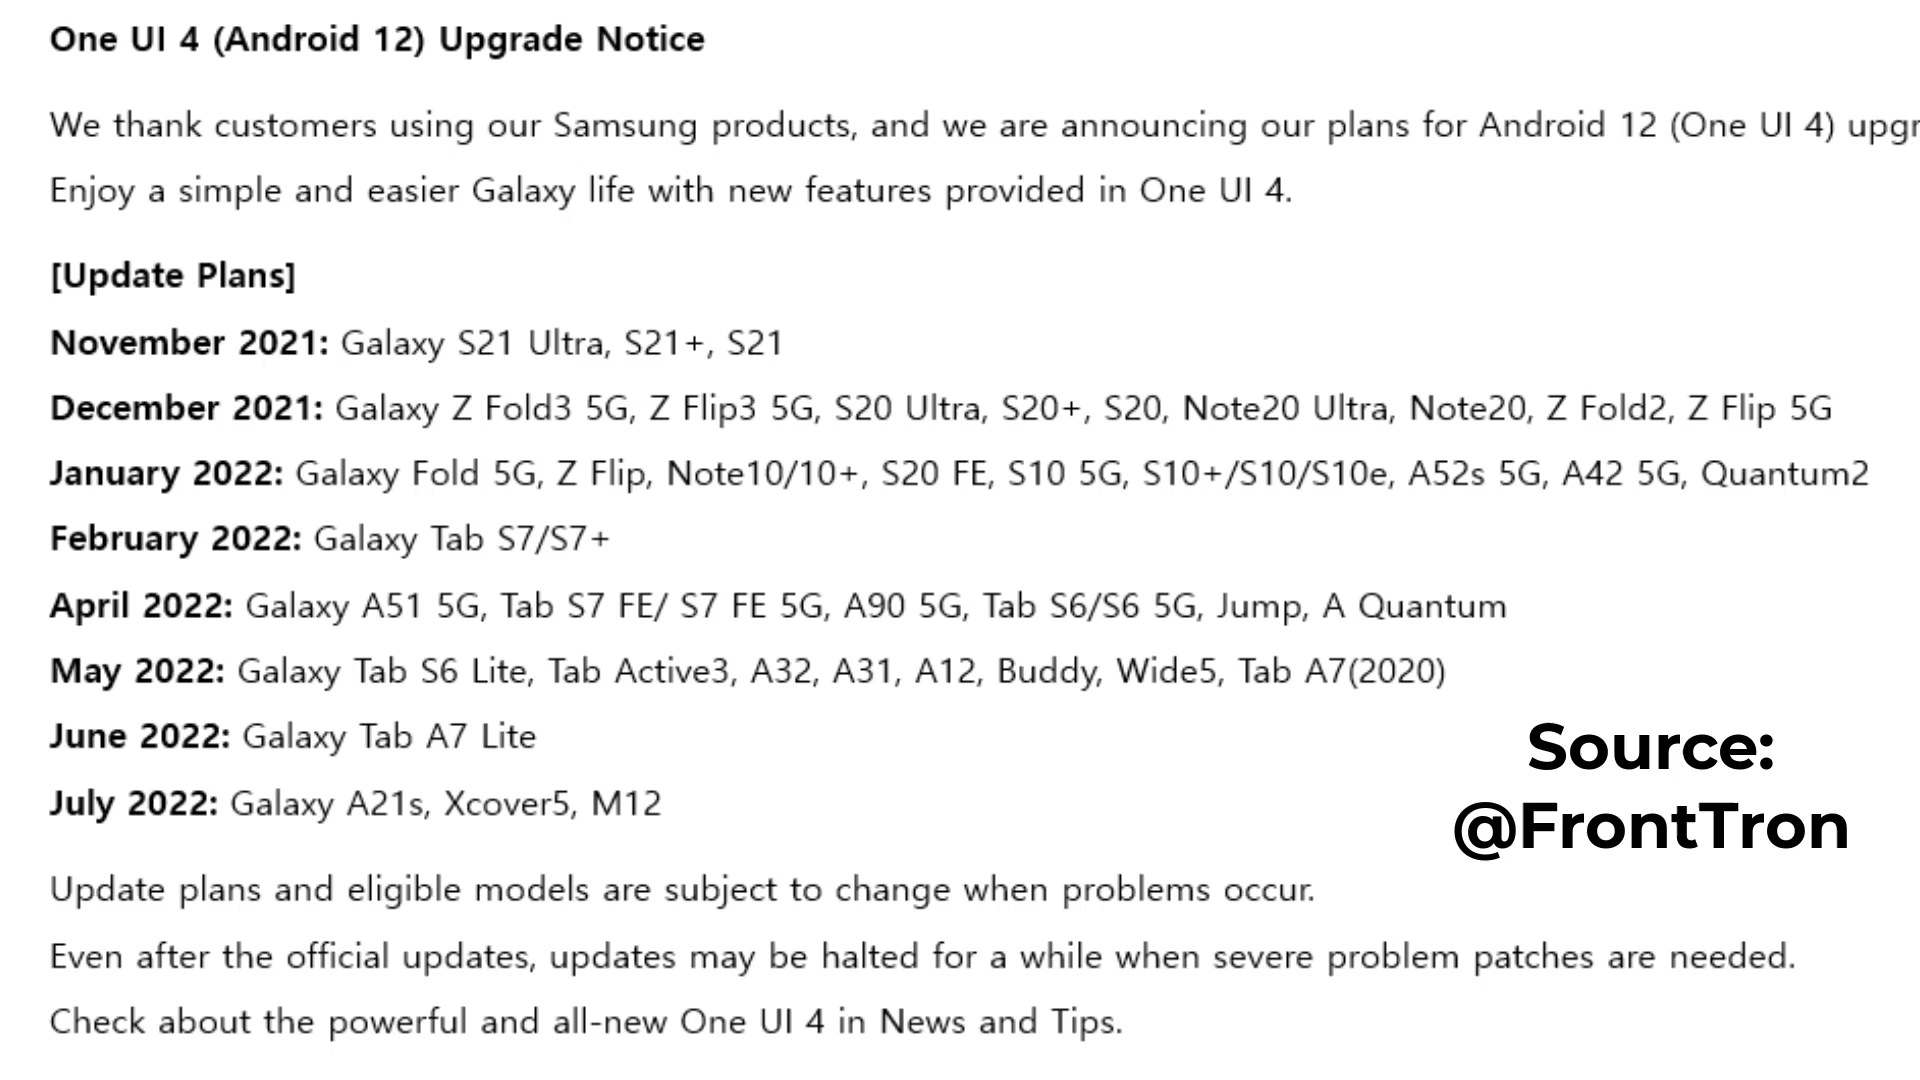 One UI 4 (Android 12) Upgrade Notice
We thank customers using our Samsung products, and we are announcing our plans for Android 12 (One UI 4)
Enjoy a simple and easier Galaxy life with new features provided in One UI 4.
[Update Plans]
November 2021: Galaxy S21 Ultra, S21+, S21
December 2021: Galaxy Z Fold3 5G, Z Flip3 5G, S20 Ultra, S20+, S20, Note20 Ultra, Note20, Z Fold2, Z Flip 5G
January 2022: Galaxy Fold 5G, Z Flip, Note10/10+, S20 FE, S10 5G, S10+/S10/S10e, A52s 5G, A42 5G, Quantum2
February 2022: Galaxy Tab S7/S7+
April 2022: Galaxy A51 5G, Tab S7 FE/ S7 FE 5G, A90 5G, Tab S6/S6 5G, Jump, A Quantum
May 2022: Galaxy Tab S6 Lite, Tab Active3, A32, A31, A12, Buddy, Wide5, Tab A7(2020)
June 2022: Galaxy Tab A7 Lite
July 2022: Galaxy A21s, Xcover5, M12
Source:
@FrontTron
Update plans and eligible models are subject to change when problems occur.
Even after the official updates, updates may be halted for a while when severe problem patches are needed.
Check about the powerful and all-new One UI 4 in News and Tips.